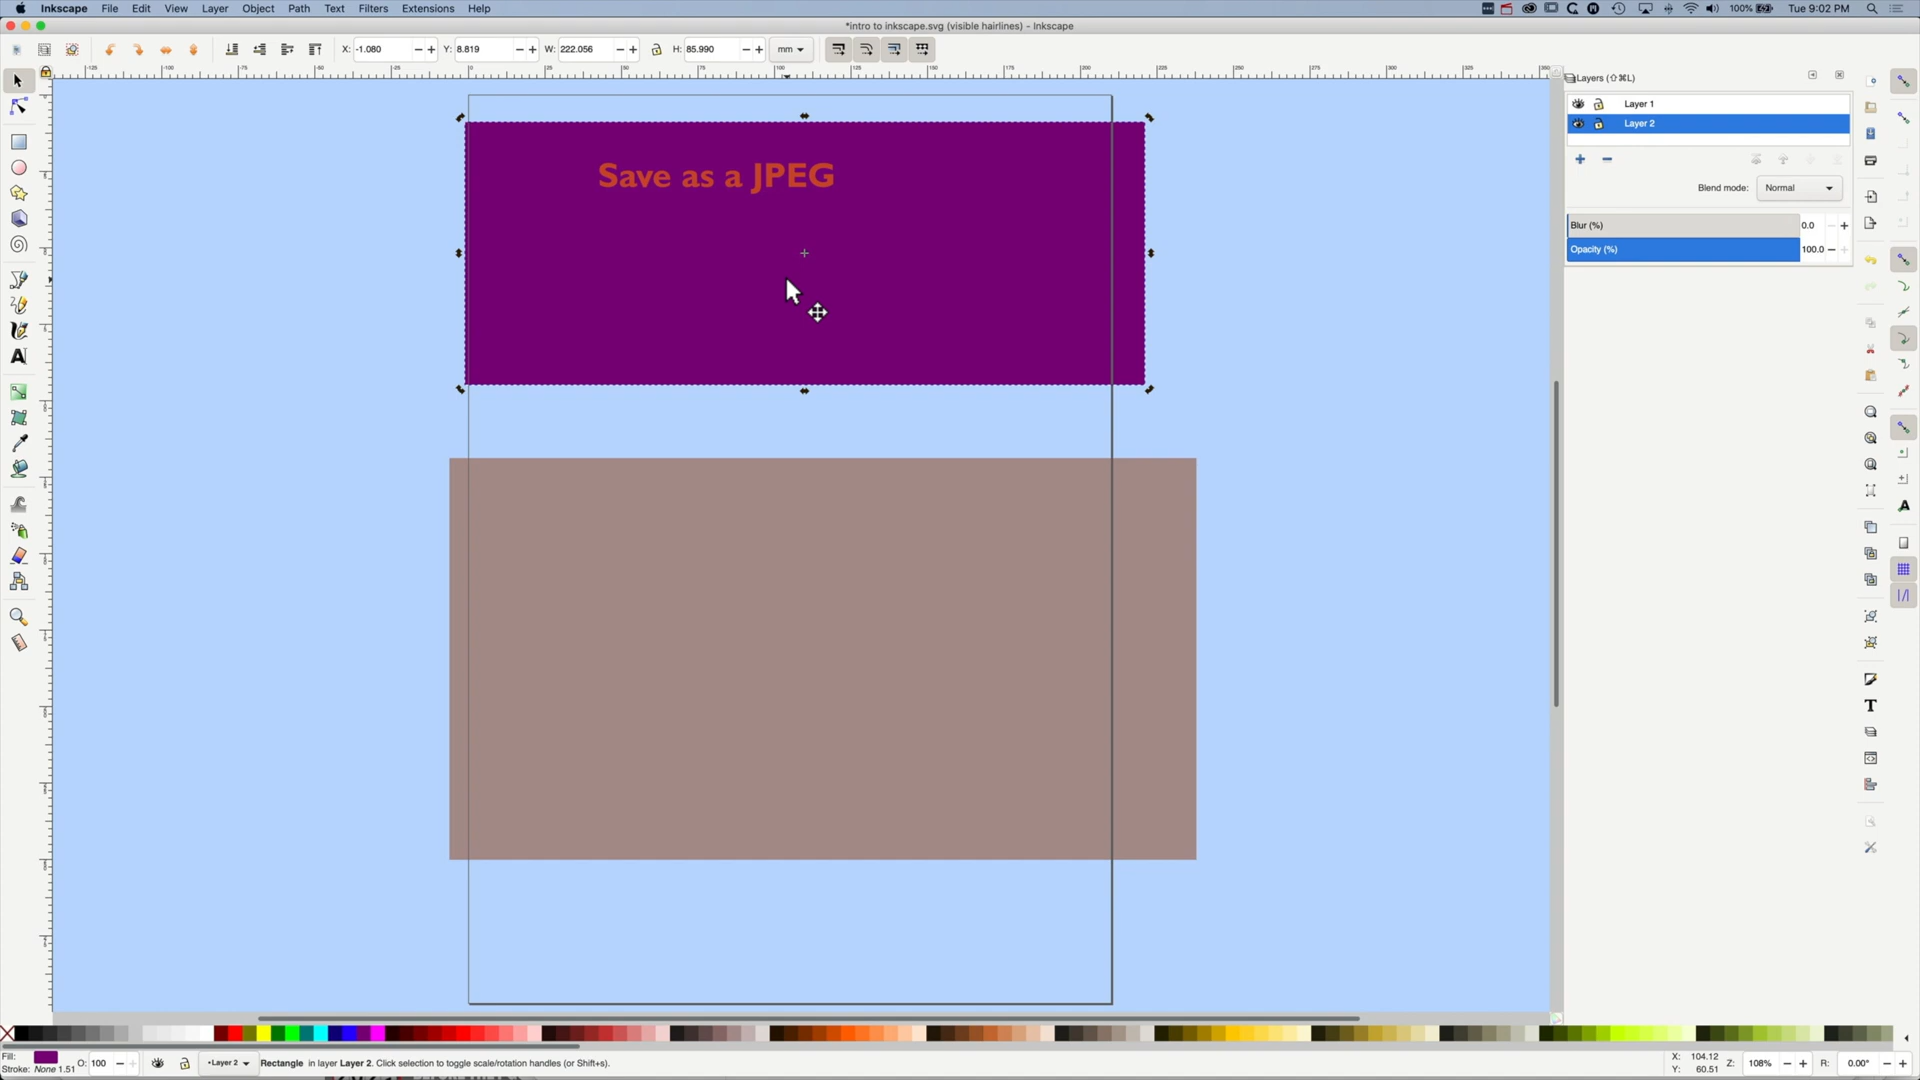 Inkscape File Edit View Layer Object Path Text Filters Extensions Help 100% Tue 9:02 PM
*intro to inkscape.svg (visible hairlines) - Inkscape
X: -1.080 Y: 8.819 W: 222.056 H: 85.990 mm
Layers (⇧⌘L)
Layer 1
Layer 2
Blend mode: Normal
Blur (%) 0.0
Opacity (%) 100.0
Save as a JPEG
Fill:
Stroke: None 1.51 O: 100 •Layer 2 Rectangle in layer Layer 2. Click selection to toggle scale/rotation handles (or Shift+s).
X: 104.12
Y: 60.51
Z: 108% R: 0.00°